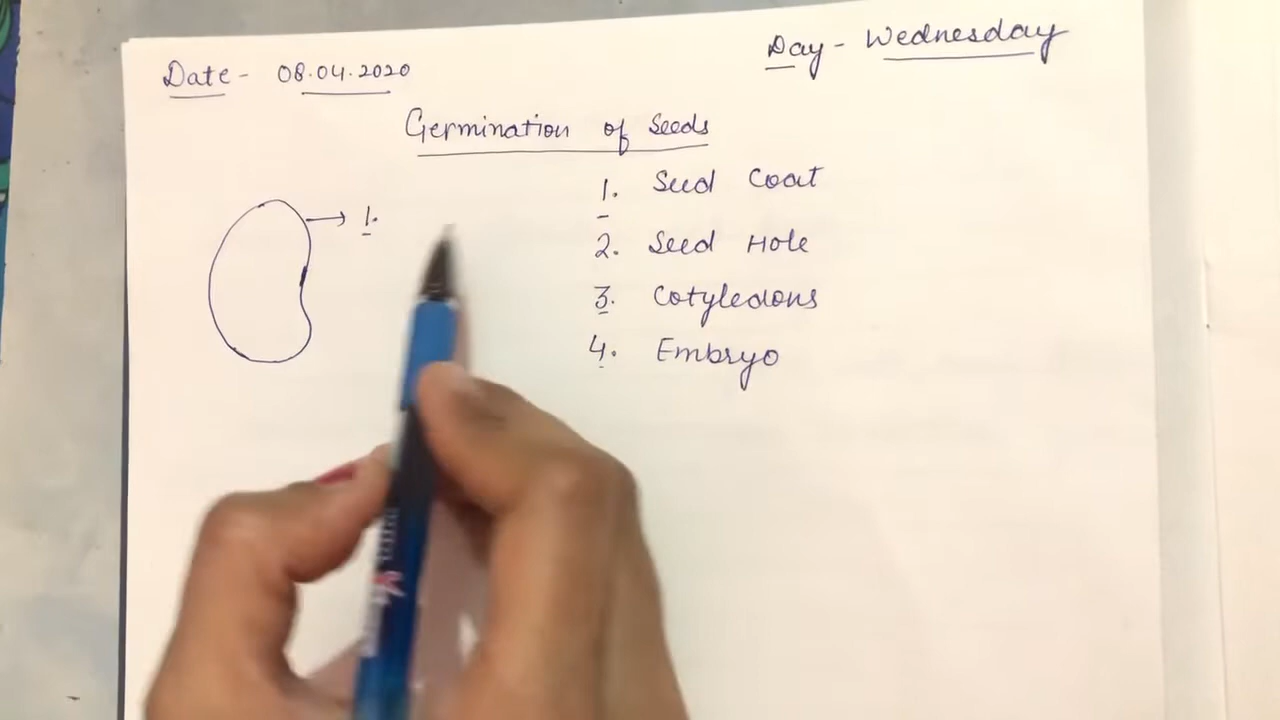 Date - 08.04.2020
Day - Wednesday
Germination of Seeds
1. Seed Coat
2. Seed Hole
3. Cotyledons
4. Embryo
1.